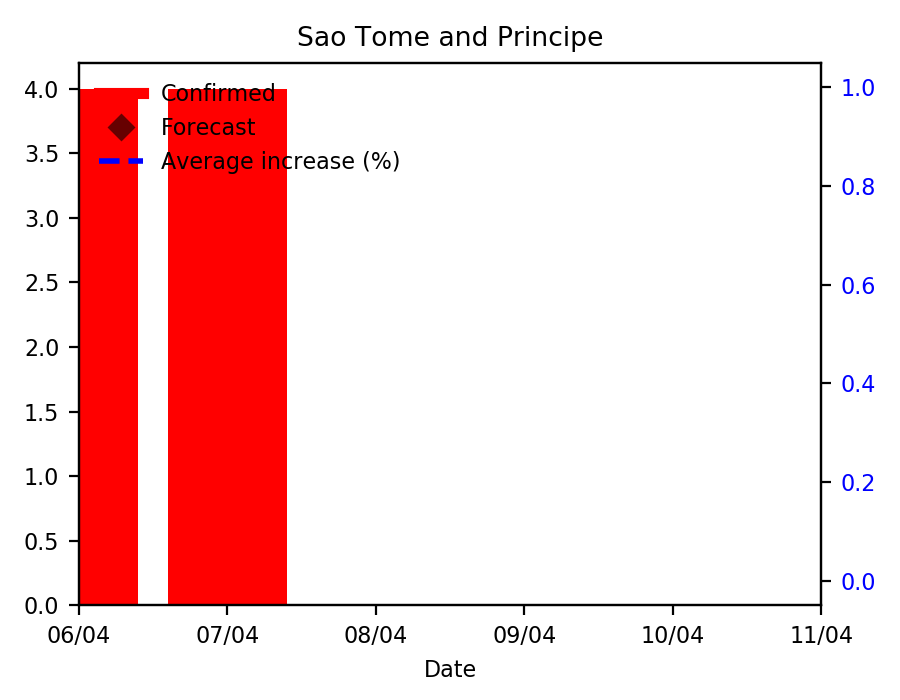 Sao Tome and Principe
4.0
3.5
3.0
2.5
2.0
1.5
1.0
0.5
0.0
Confirmed
Forecast
Average increase (%)
1.0
0.8
0.6
0.4
0.2
0.0
06/04 07/04 08/04 09/04 10/04 11/04
Date